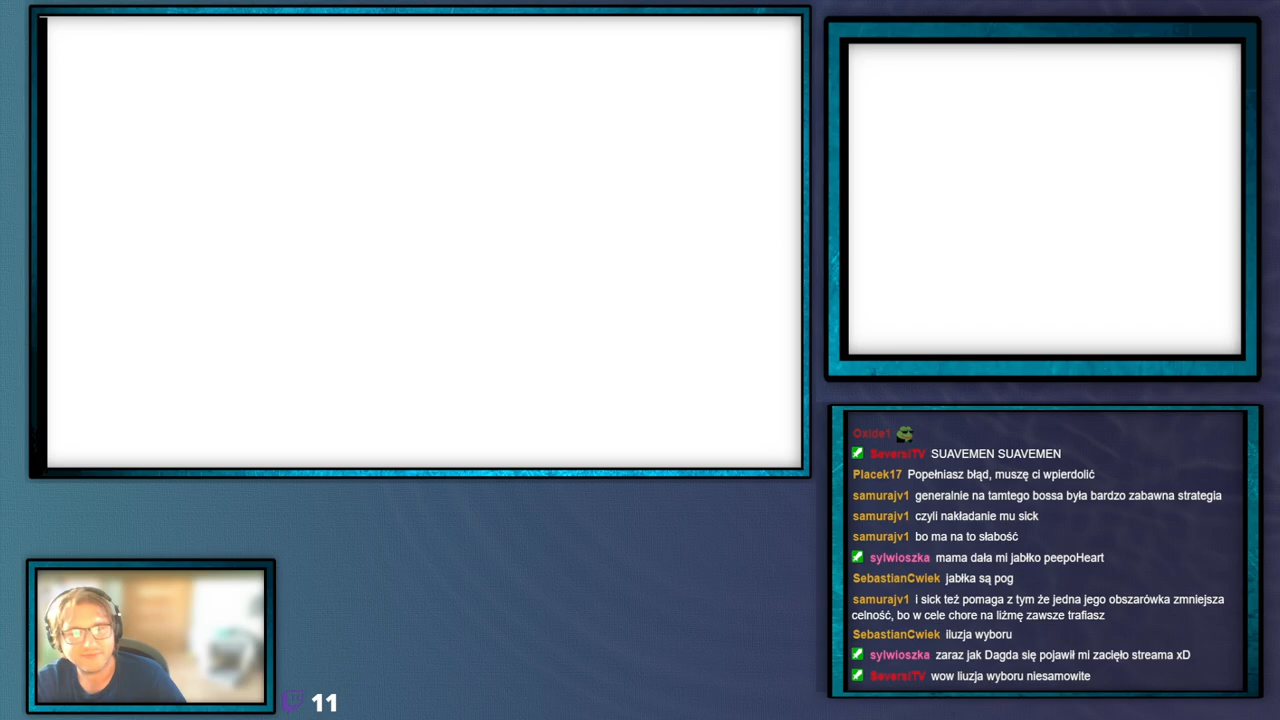 Oxide1
SeversiTV SUAVEMEN SUAVEMEN
Placek17 Popełniasz błąd, muszę ci wpierdolić
samurajv1 generalnie na tamtego bossa była bardzo zabawna strategia
samurajv1 czyli nakładanie mu sick
samurajv1 bo ma na to słabość
sylwioszka mama dała mi jabłko peepoHeart
SebastianCwiek jabłka są pog
samurajv1 i sick też pomaga z tym że jedna jego obszarówka zmniejsza
celność, bo w cele chore na liżmę zawsze trafiasz
SebastianCwiek iluzja wyboru
sylwioszka zaraz jak Dagda się pojawił mi zacięło streama xD
SeversiTV wow liuzja wyboru niesamowite
11